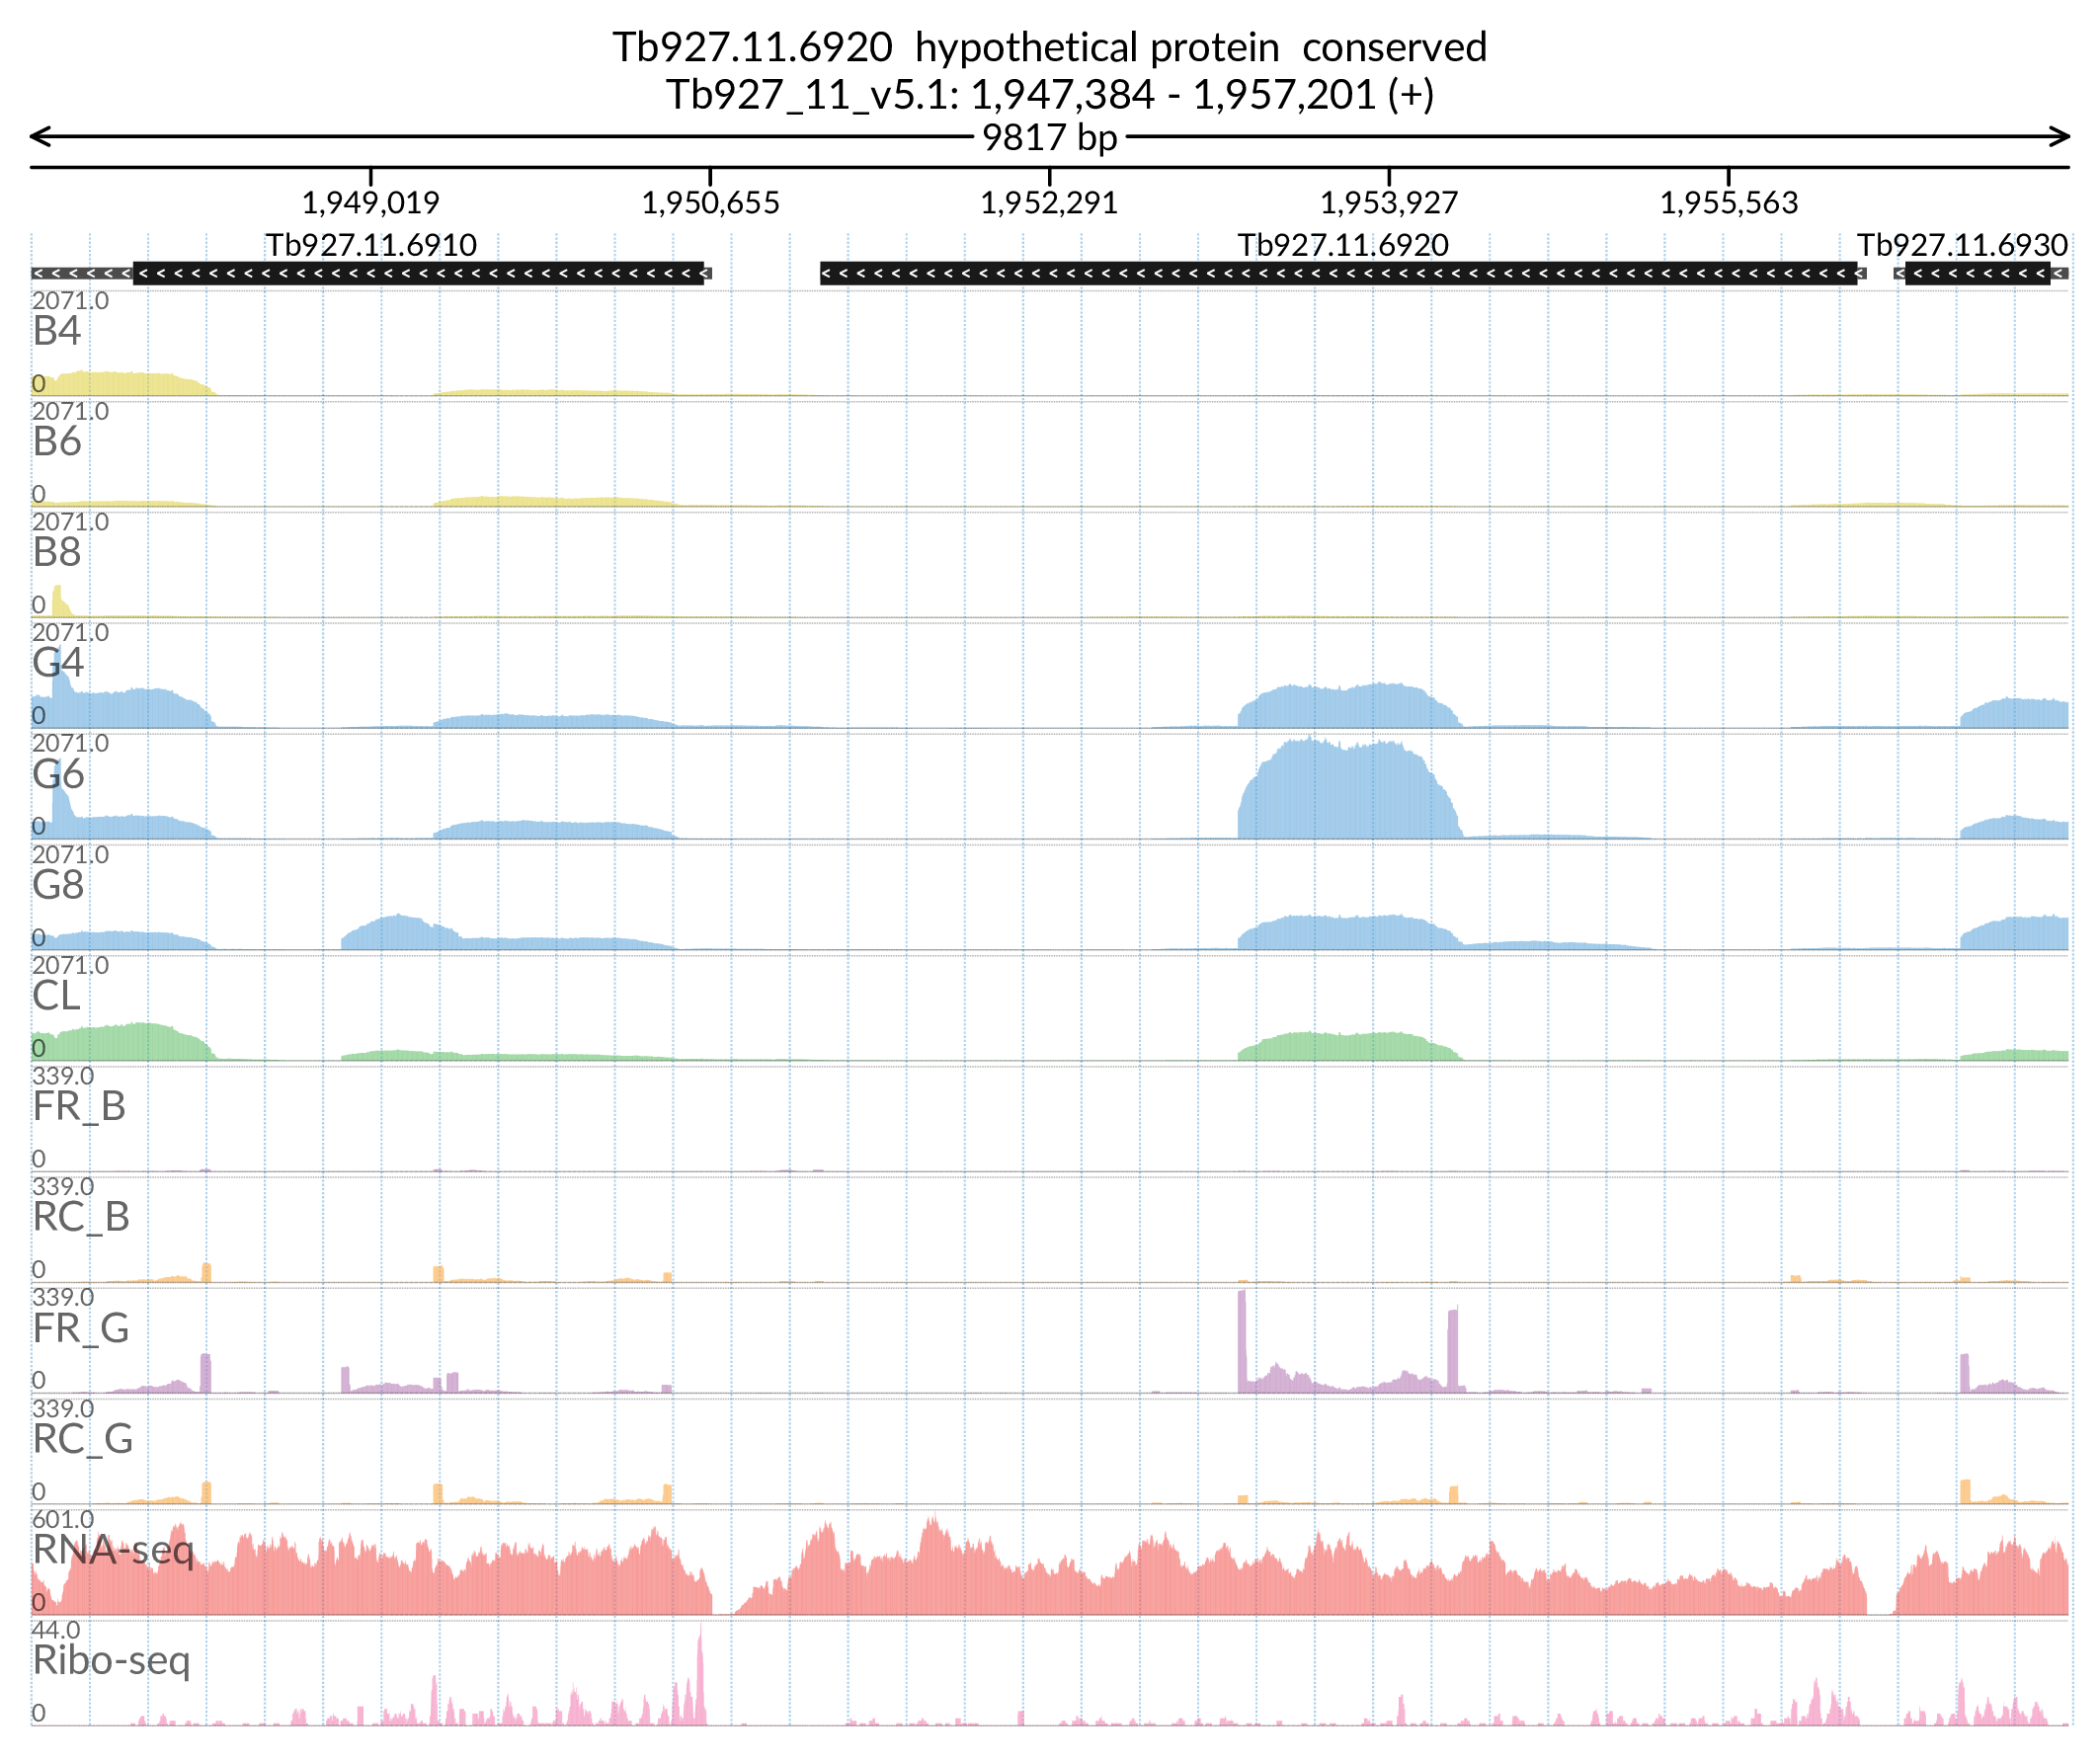 Tb927.11.6920  hypothetical protein  conserved
Tb927_11_v5.1: 1,947,384 - 1,957,201 (+)
9817 bp
1,949,019 1,950,655 1,952,291 1,953,927 1,955,563
Tb927.11.6910 Tb927.11.6920 Tb927.11.6930
2071.0
B4
0
2071.0
B6
0
2071.0
B8
0
2071.0
G4
0
2071.0
G6
0
2071.0
G8
0
2071.0
CL
0
339.0
FR_B
0
339.0
RC_B
0
339.0
FR_G
0
339.0
RC_G
0
601.0
RNA-seq
0
44.0
Ribo-seq
0